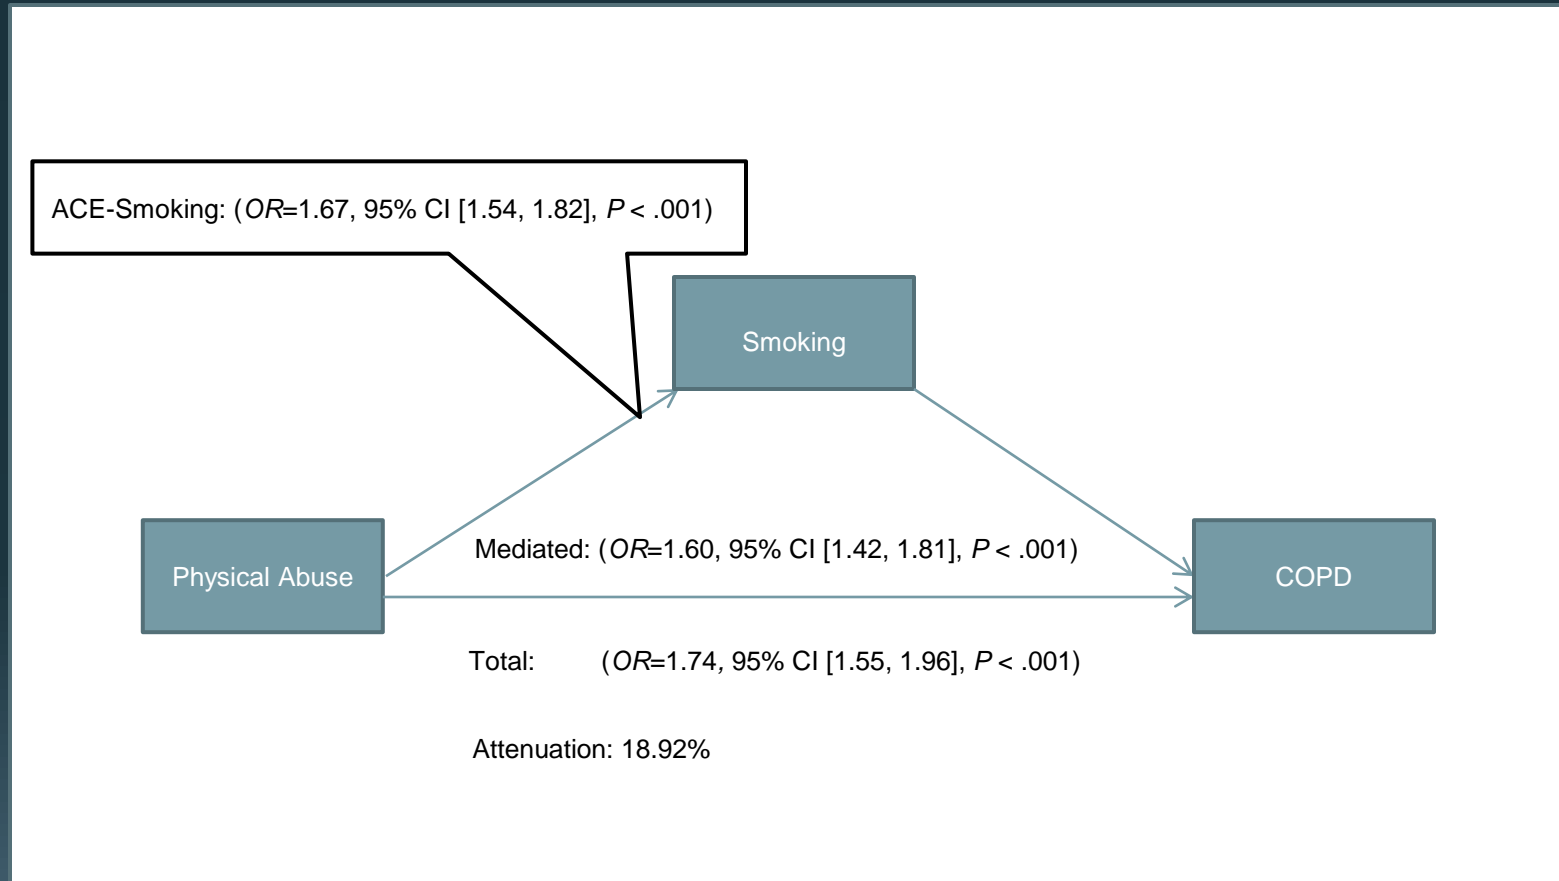 ACE-Smoking: (OR=1.67, 95% CI [1.54, 1.82], P < .001)
Smoking
Mediated: (OR=1.60, 95% CI [1.42, 1.81], P < .001)
Physical Abuse
COPD
Total: (OR=1.74, 95% CI [1.55, 1.96], P < .001)
Attenuation: 18.92%